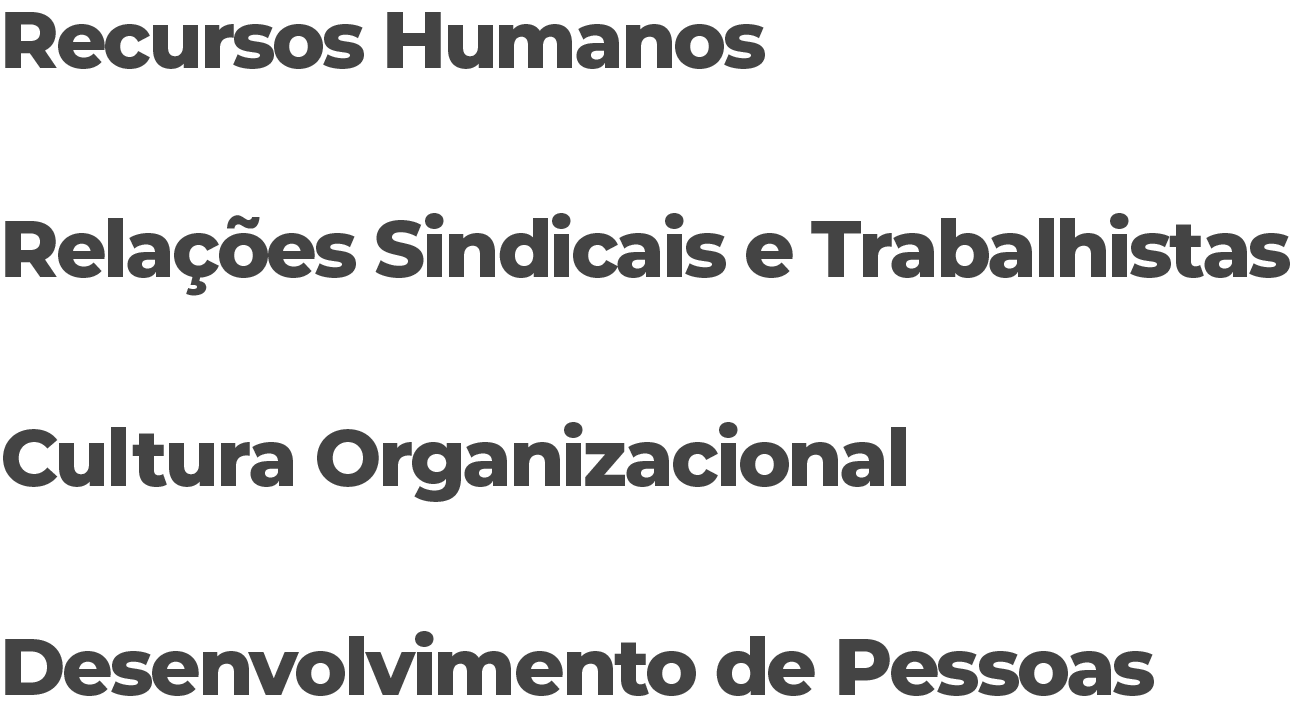 Recursos Humanos
Relações Sindicais e Trabalhistas
Cultura Organizacional
Desenvolvimento de Pessoas